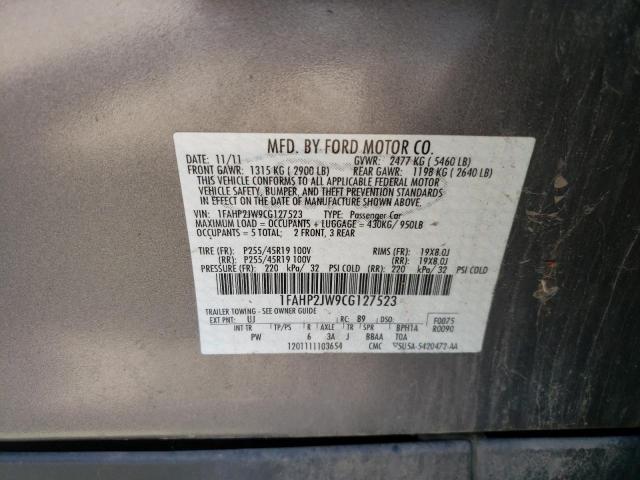 MFD. BY FORD MOTOR CO.
DATE: 11/11 GVWR: 2477 KG ( 5460 LB)
FRONT GAWR: 1315 KG ( 2900 LB) REAR GAWR: 1198 KG ( 2640 LB)
THIS VEHICLE CONFORMS TO ALL APPLICABLE FEDERAL MOTOR
VEHICLE SAFETY, BUMPER, AND THEFT PREVENTION STANDARDS
IN EFFECT ON THE DATE OF MANUFACTURE SHOWN ABOVE.
VIN: 1FAHP2JW9CG127523 TYPE: Passenger Car
MAXIMUM LOAD = OCCUPANTS + LUGGAGE = 430KG/ 950LB
OCCUPANTS = 5 TOTAL; 2 FRONT, 3 REAR
TIRE (FR): P255/45R19 100V RIMS (FR): 19X8.0J
(RR): P255/45R19 100V (RR): 19X8.0J
PRESSURE (FR): 220 kPa/ 32 PSI COLD (RR): 220 kPa/ 32 PSI COLD
1FAHP2JW9CG127523
TRAILER TOWING - SEE OWNER GUIDE
EXT PNT: UJ RC: B9 DSO: F0075
INT TR TP/PS R AXLE TR SPR BPH1A R0090
PW 6 3A J BBAA TOA
1201111103654 CMC 5U5A-5420472-AA